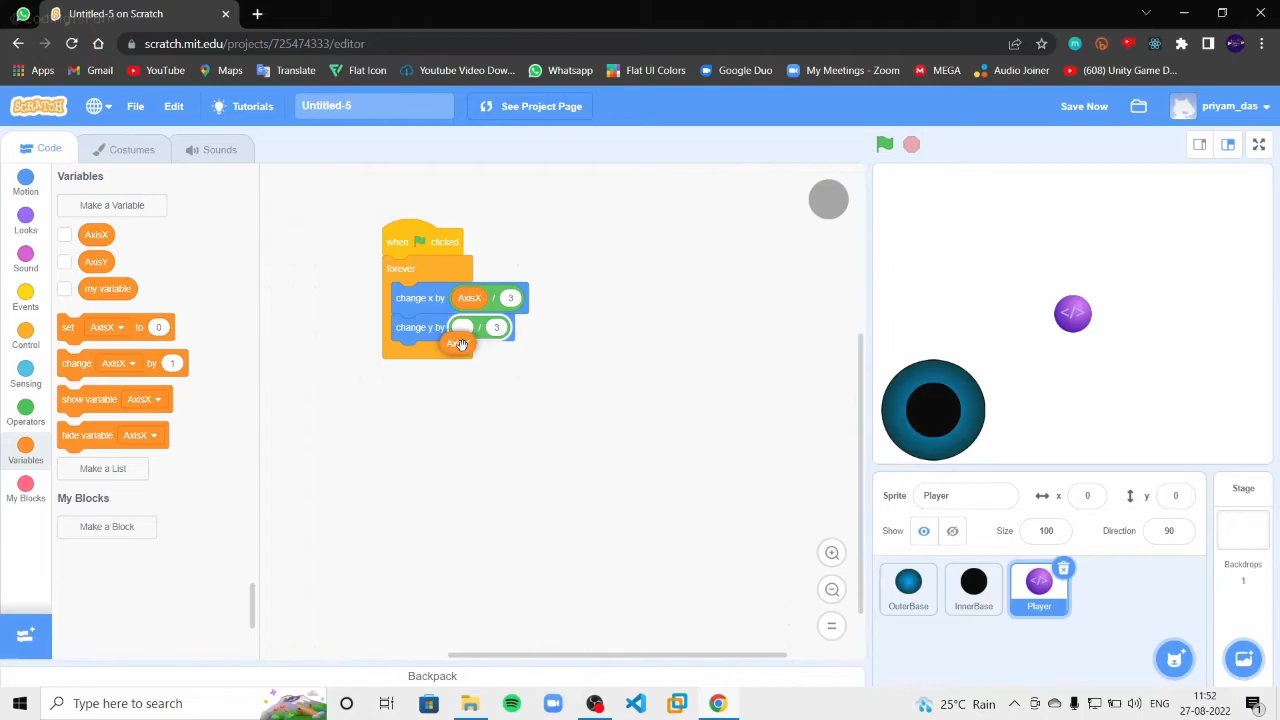 Untitled-5 on Scratch
scratch.mit.edu/projects/725474333/editor
Apps Gmail YouTube Maps Translate Flat Icon Youtube Video Dow... Whatsapp Flat UI Colors Google Duo My Meetings - Zoom MEGA Audio Joiner (608) Unity Game D...
SCRATCH File Edit Tutorials Untitled-5 See Project Page Save Now priyam_das
Code Costumes Sounds
Motion
Looks
Sound
Events
Control
Sensing
Operators
Variables
My Blocks
Variables
Make a Variable
AxisX
AxisY
my variable
set AxisX to 0
change AxisX by 1
show variable AxisX
hide variable AxisX
Make a List
My Blocks
Make a Block
when clicked
forever
change x by AxisX / 3
change y by / 3
</>
Sprite Player x 0 y 0
Show Size 100 Direction 90
OuterBase
InnerBase
</>
Player
Stage
Backdrops
1
Backpack
Type here to search
25°C Rain
11:52
27-08-2022
1